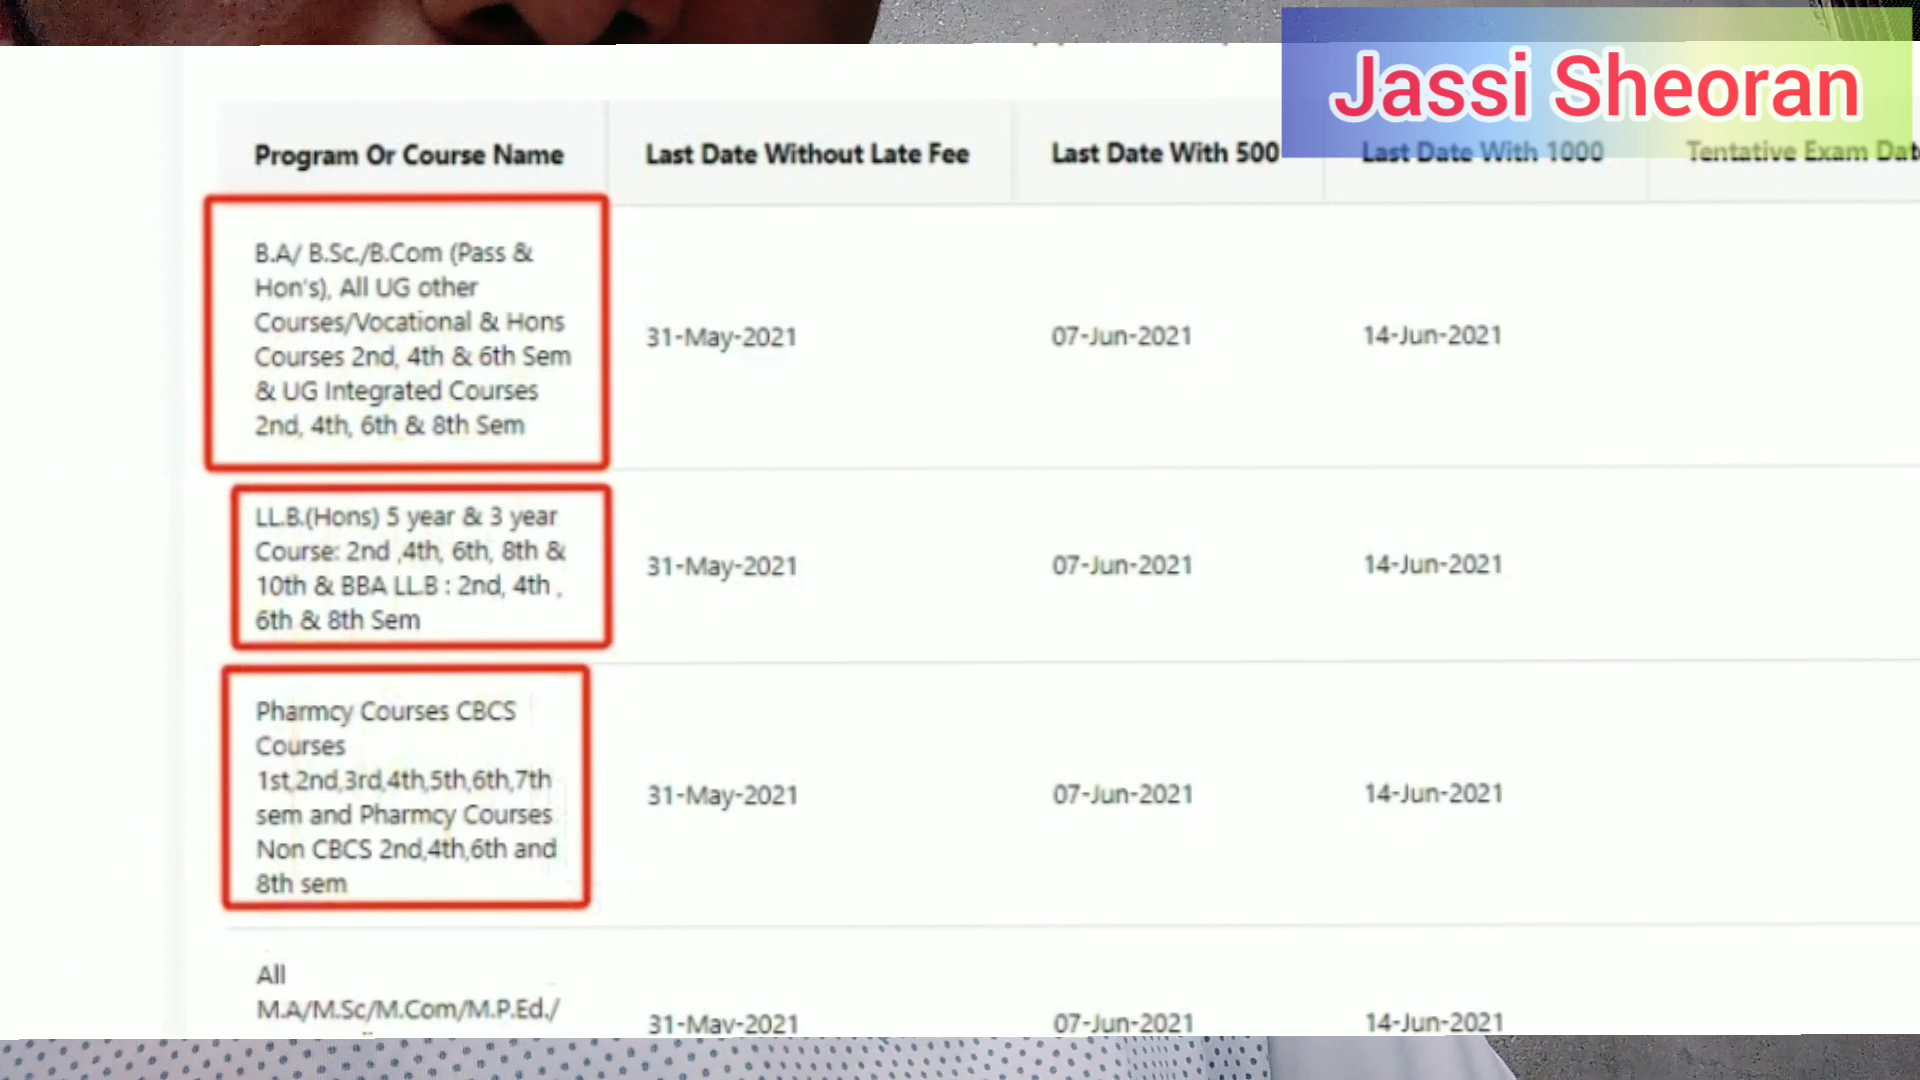 Jassi Sheoran
Program Or Course Name
Last Date Without Late Fee
Last Date With 500
Last Date With 1000
Tentative Exam Dat
B.A/ B.Sc./B.Com (Pass &
Hon's), All UG other
Courses/Vocational & Hons
Courses 2nd, 4th & 6th Sem
& UG Integrated Courses
2nd, 4th, 6th & 8th Sem
31-May-2021
07-Jun-2021
14-Jun-2021
LL.B.(Hons) 5 year & 3 year
Course: 2nd ,4th, 6th, 8th &
10th & BBA LL.B : 2nd, 4th ,
6th & 8th Sem
31-May-2021
07-Jun-2021
14-Jun-2021
Pharmcy Courses CBCS
Courses
1st,2nd,3rd,4th,5th,6th,7th
sem and Pharmcy Courses
Non CBCS 2nd,4th,6th and
8th sem
31-May-2021
07-Jun-2021
14-Jun-2021
All
M.A/M.Sc/M.Com/M.P.Ed./
31-May-2021
07-Jun-2021
14-Jun-2021